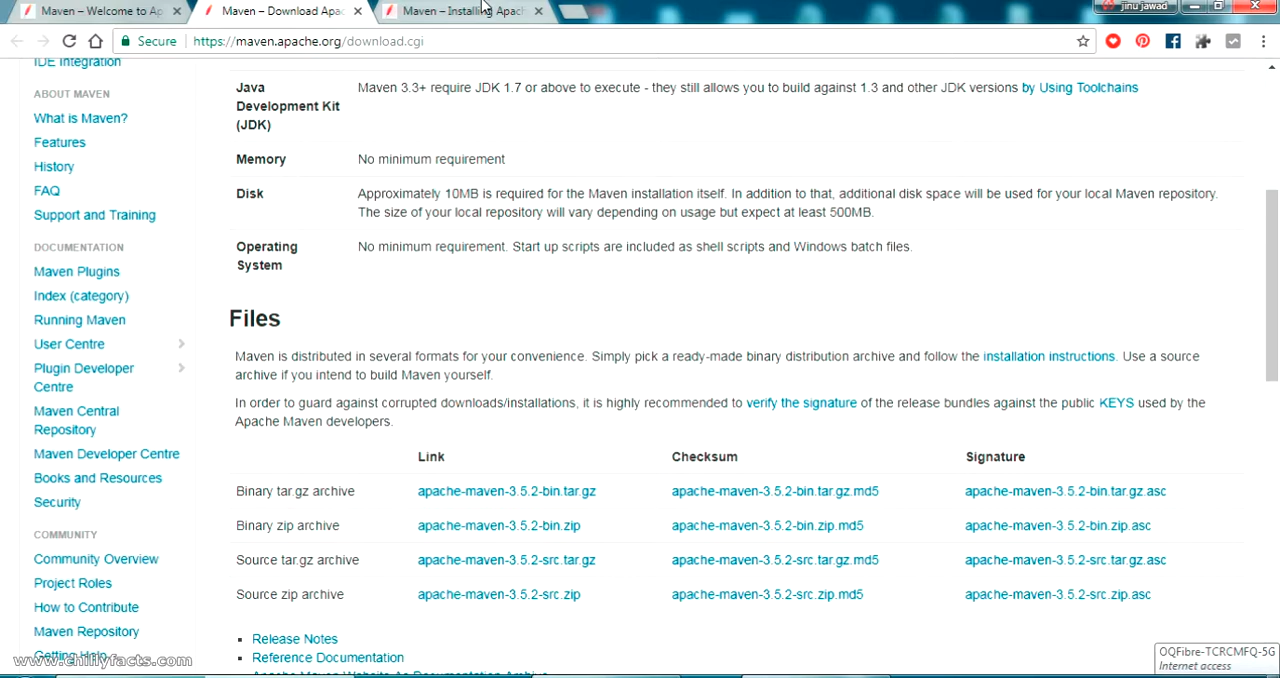 Maven – Welcome to Ap
Maven – Download Apac
Maven – Installing Apach
jinu jawad
Secure
https://maven.apache.org/download.cgi
IDE Integration
ABOUT MAVEN
What is Maven?
Features
History
FAQ
Support and Training
DOCUMENTATION
Maven Plugins
Index (category)
Running Maven
User Centre
Plugin Developer
Centre
Maven Central
Repository
Maven Developer Centre
Books and Resources
Security
COMMUNITY
Community Overview
Project Roles
How to Contribute
Maven Repository
Getting Help
www.chillyfacts.com
Java
Development Kit
(JDK)
Maven 3.3+ require JDK 1.7 or above to execute - they still allows you to build against 1.3 and other JDK versions by Using Toolchains
Memory
No minimum requirement
Disk
Approximately 10MB is required for the Maven installation itself. In addition to that, additional disk space will be used for your local Maven repository.
The size of your local repository will vary depending on usage but expect at least 500MB.
Operating
System
No minimum requirement. Start up scripts are included as shell scripts and Windows batch files.
Files
Maven is distributed in several formats for your convenience. Simply pick a ready-made binary distribution archive and follow the installation instructions. Use a source
archive if you intend to build Maven yourself.
In order to guard against corrupted downloads/installations, it is highly recommended to verify the signature of the release bundles against the public KEYS used by the
Apache Maven developers.
Link Checksum Signature
Binary tar.gz archive apache-maven-3.5.2-bin.tar.gz apache-maven-3.5.2-bin.tar.gz.md5 apache-maven-3.5.2-bin.tar.gz.asc
Binary zip archive apache-maven-3.5.2-bin.zip apache-maven-3.5.2-bin.zip.md5 apache-maven-3.5.2-bin.zip.asc
Source tar.gz archive apache-maven-3.5.2-src.tar.gz apache-maven-3.5.2-src.tar.gz.md5 apache-maven-3.5.2-src.tar.gz.asc
Source zip archive apache-maven-3.5.2-src.zip apache-maven-3.5.2-src.zip.md5 apache-maven-3.5.2-src.zip.asc
Release Notes
Reference Documentation
Apache Maven Website As Documentation Archive
OQFibre-TCRCMFQ-5G
Internet access